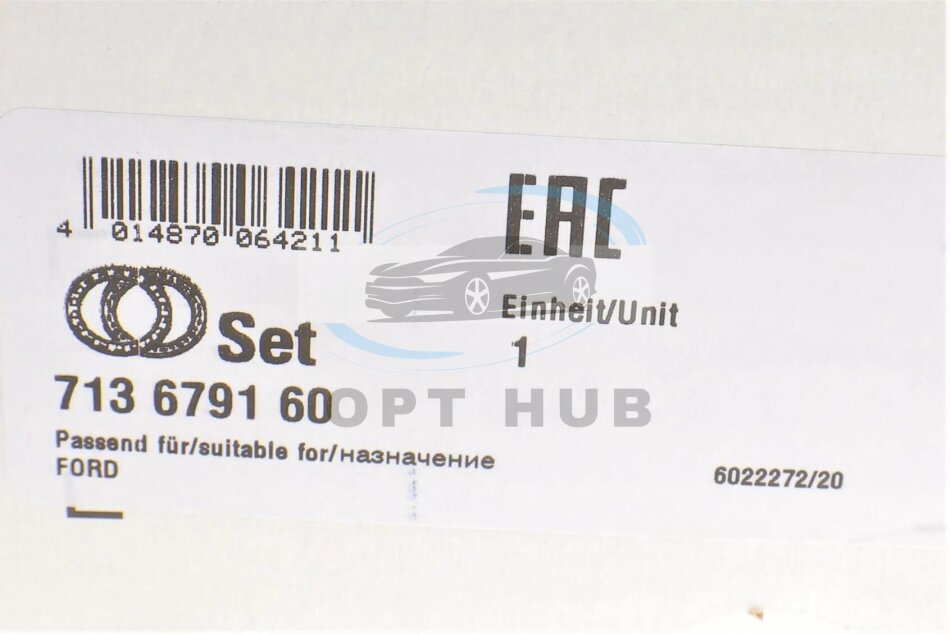 4 014870 064211
EAC
Einheit/Unit
1
Set
713 6791 60
OPT HUB
Passend für/suitable for/назначение
FORD
6022272/20